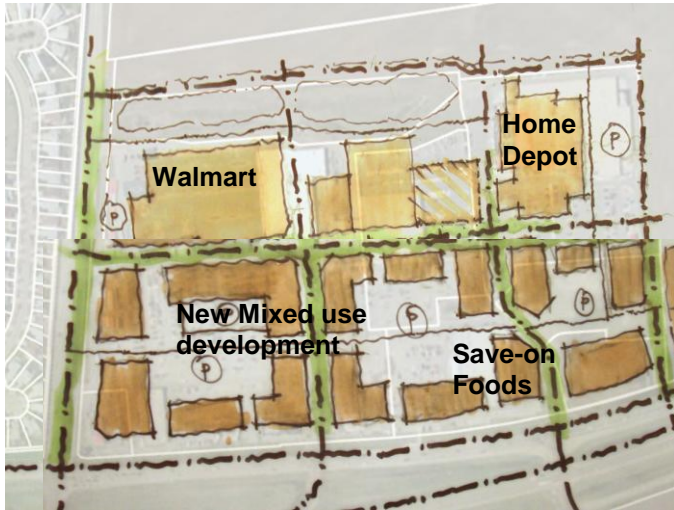 Home
Depot
P
Walmart
P
New Mixed use
development
P
P
P
P
Save-on
Foods